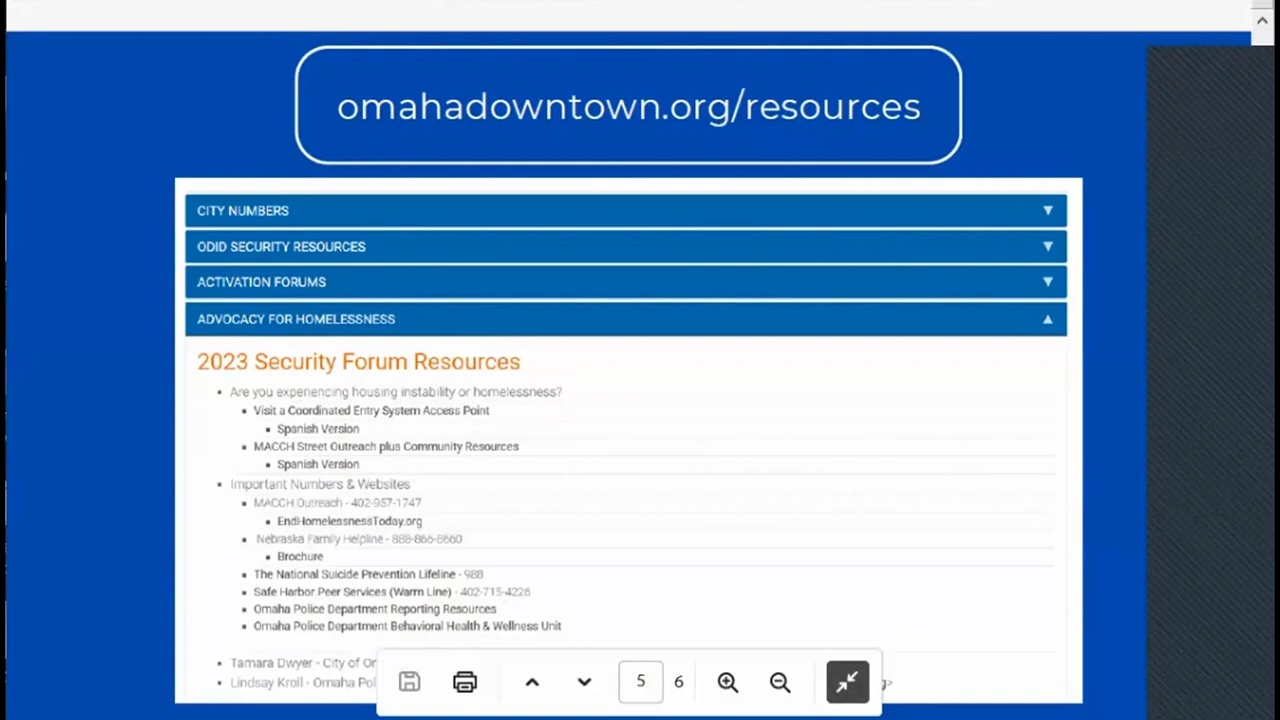 omahadowntown.org/resources
CITY NUMBERS
ODID SECURITY RESOURCES
ACTIVATION FORUMS
ADVOCACY FOR HOMELESSNESS
2023 Security Forum Resources
Are you experiencing housing instability or homelessness?
Visit a Coordinated Entry System Access Point
Spanish Version
MACCH Street Outreach plus Community Resources
Spanish Version
Important Numbers & Websites
MACCH Outreach - 402-957-1747
EndHomelessnessToday.org
Nebraska Family Helpline - 888-866-8660
Brochure
The National Suicide Prevention Lifeline - 988
Safe Harbor Peer Services (Warm Line) - 402-715-4226
Omaha Police Department Reporting Resources
Omaha Police Department Behavioral Health & Wellness Unit
Tamara Dwyer - City of
Lindsay Kroll - Omaha
5 6